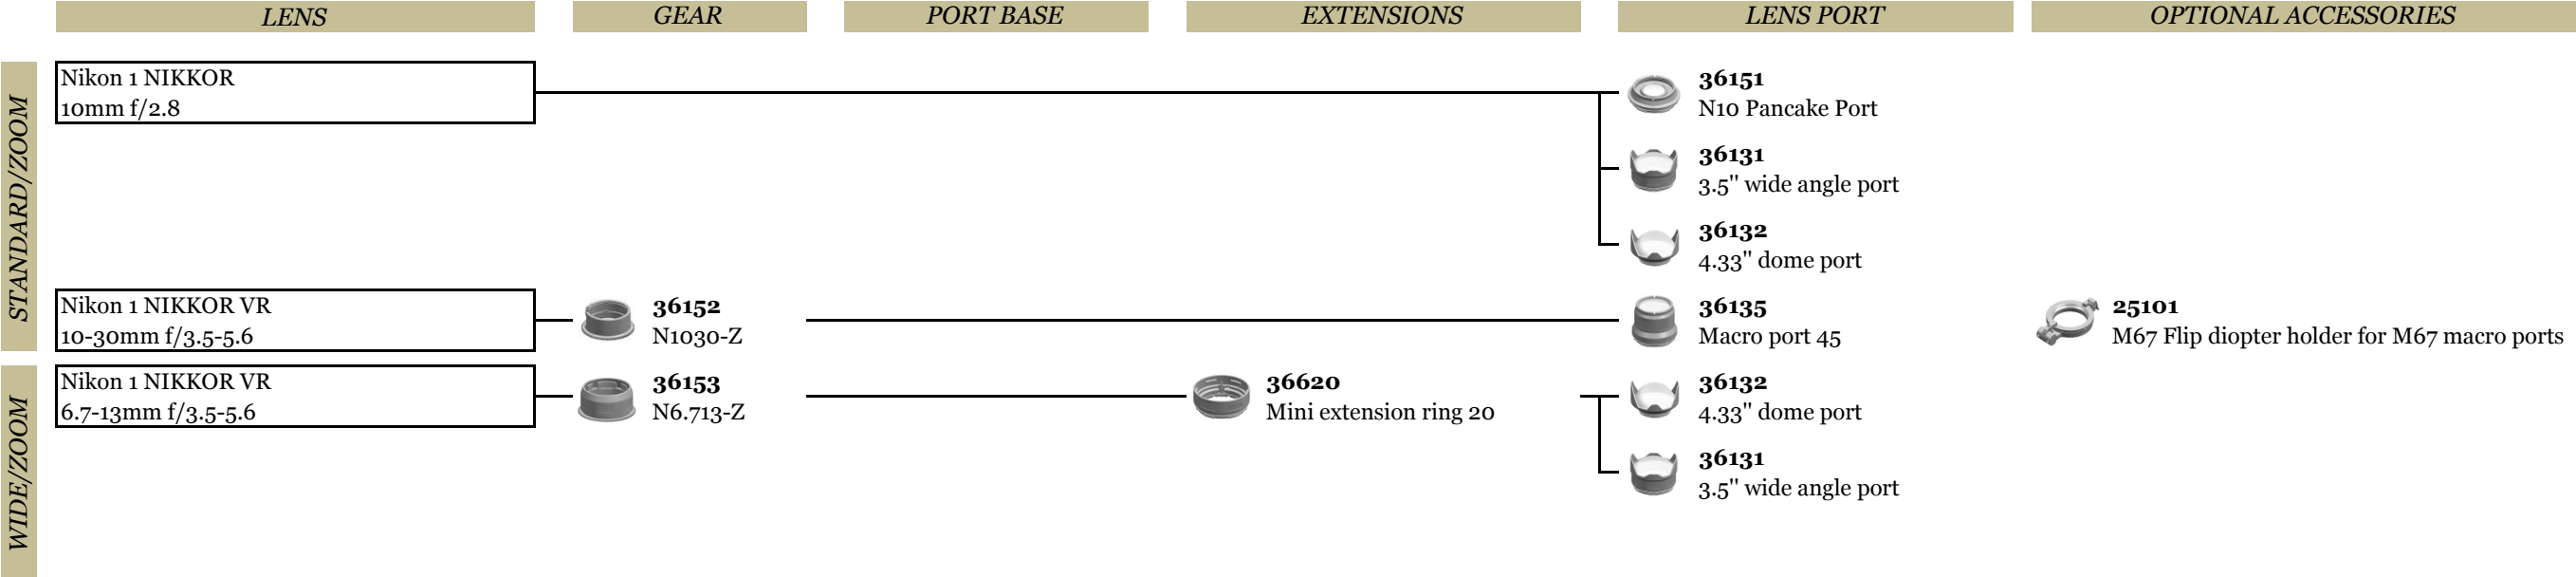 LENS GEAR PORT BASE EXTENSIONS LENS PORT OPTIONAL ACCESSORIES
STANDARD/ZOOM
Nikon 1 NIKKOR
10mm f/2.8
36151
N10 Pancake Port
36131
3.5" wide angle port
36132
4.33" dome port
Nikon 1 NIKKOR VR
10-30mm f/3.5-5.6
36152
N1030-Z
36135
Macro port 45
25101
M67 Flip diopter holder for M67 macro ports
WIDE/ZOOM
Nikon 1 NIKKOR VR
6.7-13mm f/3.5-5.6
36153
N6.713-Z
36620
Mini extension ring 20
36132
4.33" dome port
36131
3.5" wide angle port